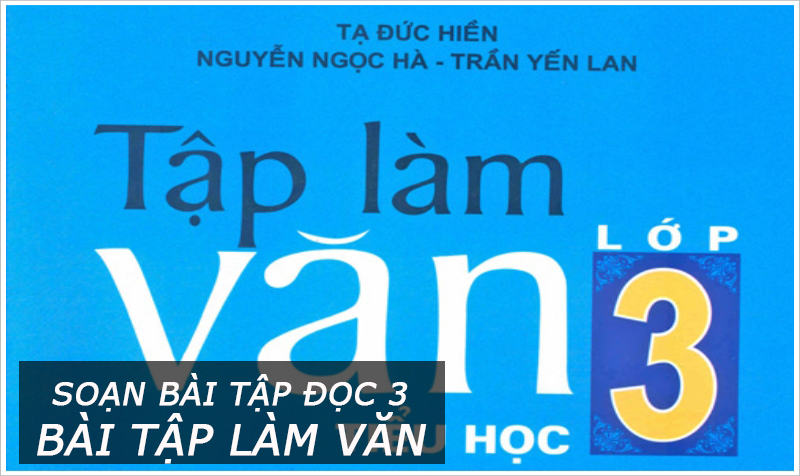 TẠ ĐỨC HIỀN
NGUYỄN NGỌC HÀ - TRẦN YẾN LAN
Tập làm
văn
LỚP
3
HỌC
SOẠN BÀI TẬP ĐỌC 3
BÀI TẬP LÀM VĂN